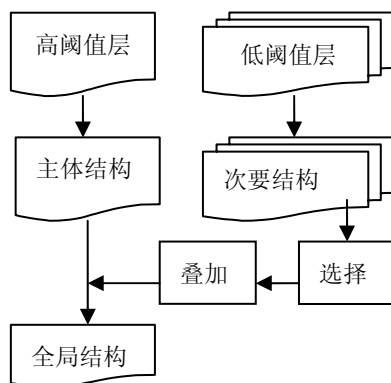 高阈值层
低阈值层
主体结构
次要结构
叠加
选择
全局结构